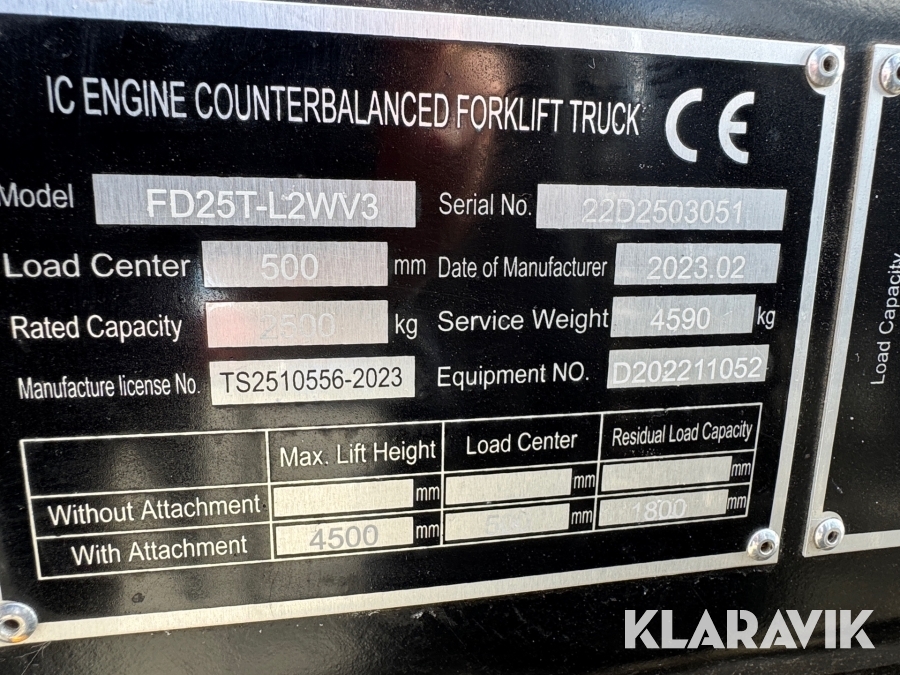 IC ENGINE COUNTERBALANCED FORKLIFT TRUCK CE
Model FD25T-L2WV3 Serial No. 22D2503051
Load Center 500 mm Date of Manufacturer 2023.02
Rated Capacity 2500 kg Service Weight 4590 kg
Manufacture license No. TS2510556-2023 Equipment NO. D202211052
Max. Lift Height Load Center Residual Load Capacity
Without Attachment mm mm mm
With Attachment 4500 mm mm 1800 mm
Load Capacity
KLARAVIK